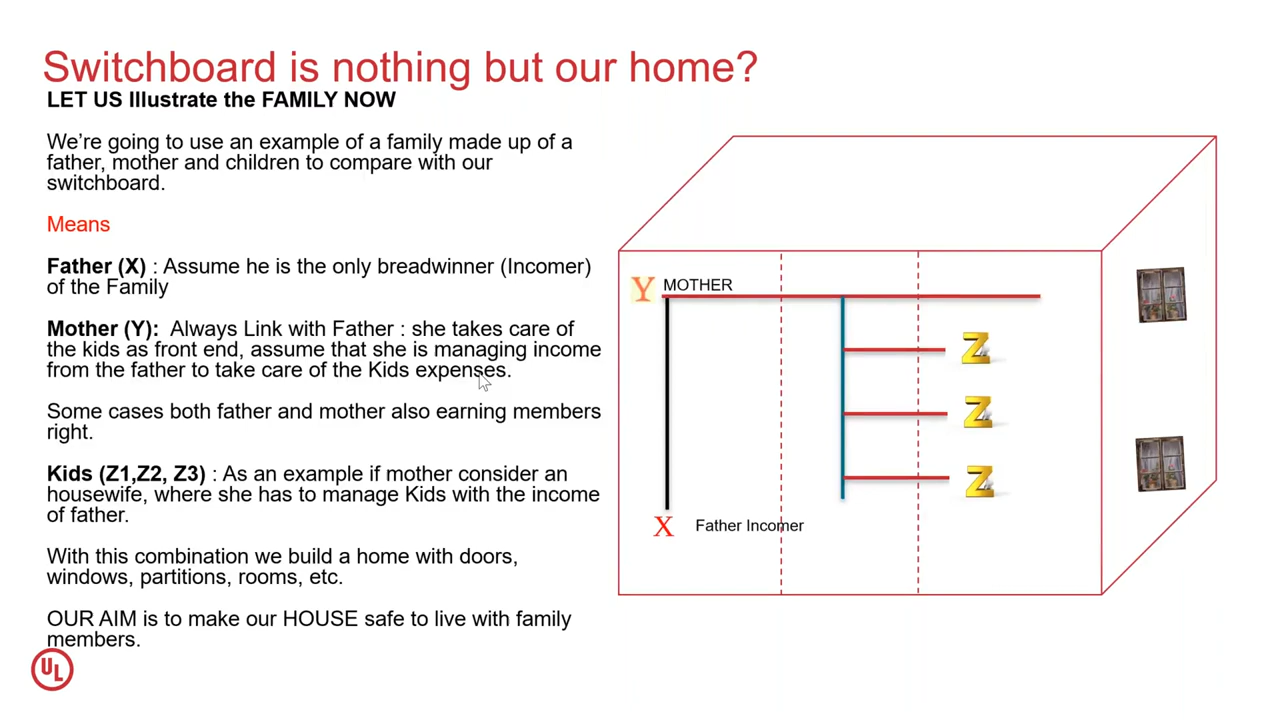 Switchboard is nothing but our home?
LET US Illustrate the FAMILY NOW
We're going to use an example of a family made up of a
father, mother and children to compare with our
switchboard.
Means
Father (X) : Assume he is the only breadwinner (Incomer)
of the Family
Mother (Y): Always Link with Father : she takes care of
the kids as front end, assume that she is managing income
from the father to take care of the Kids expenses.
Some cases both father and mother also earning members
right.
Kids (Z1,Z2, Z3) : As an example if mother consider an
housewife, where she has to manage Kids with the income
of father.
With this combination we build a home with doors,
windows, partitions, rooms, etc.
OUR AIM is to make our HOUSE safe to live with family
members.
UL
Y MOTHER
Z
Z
Z
X Father Incomer